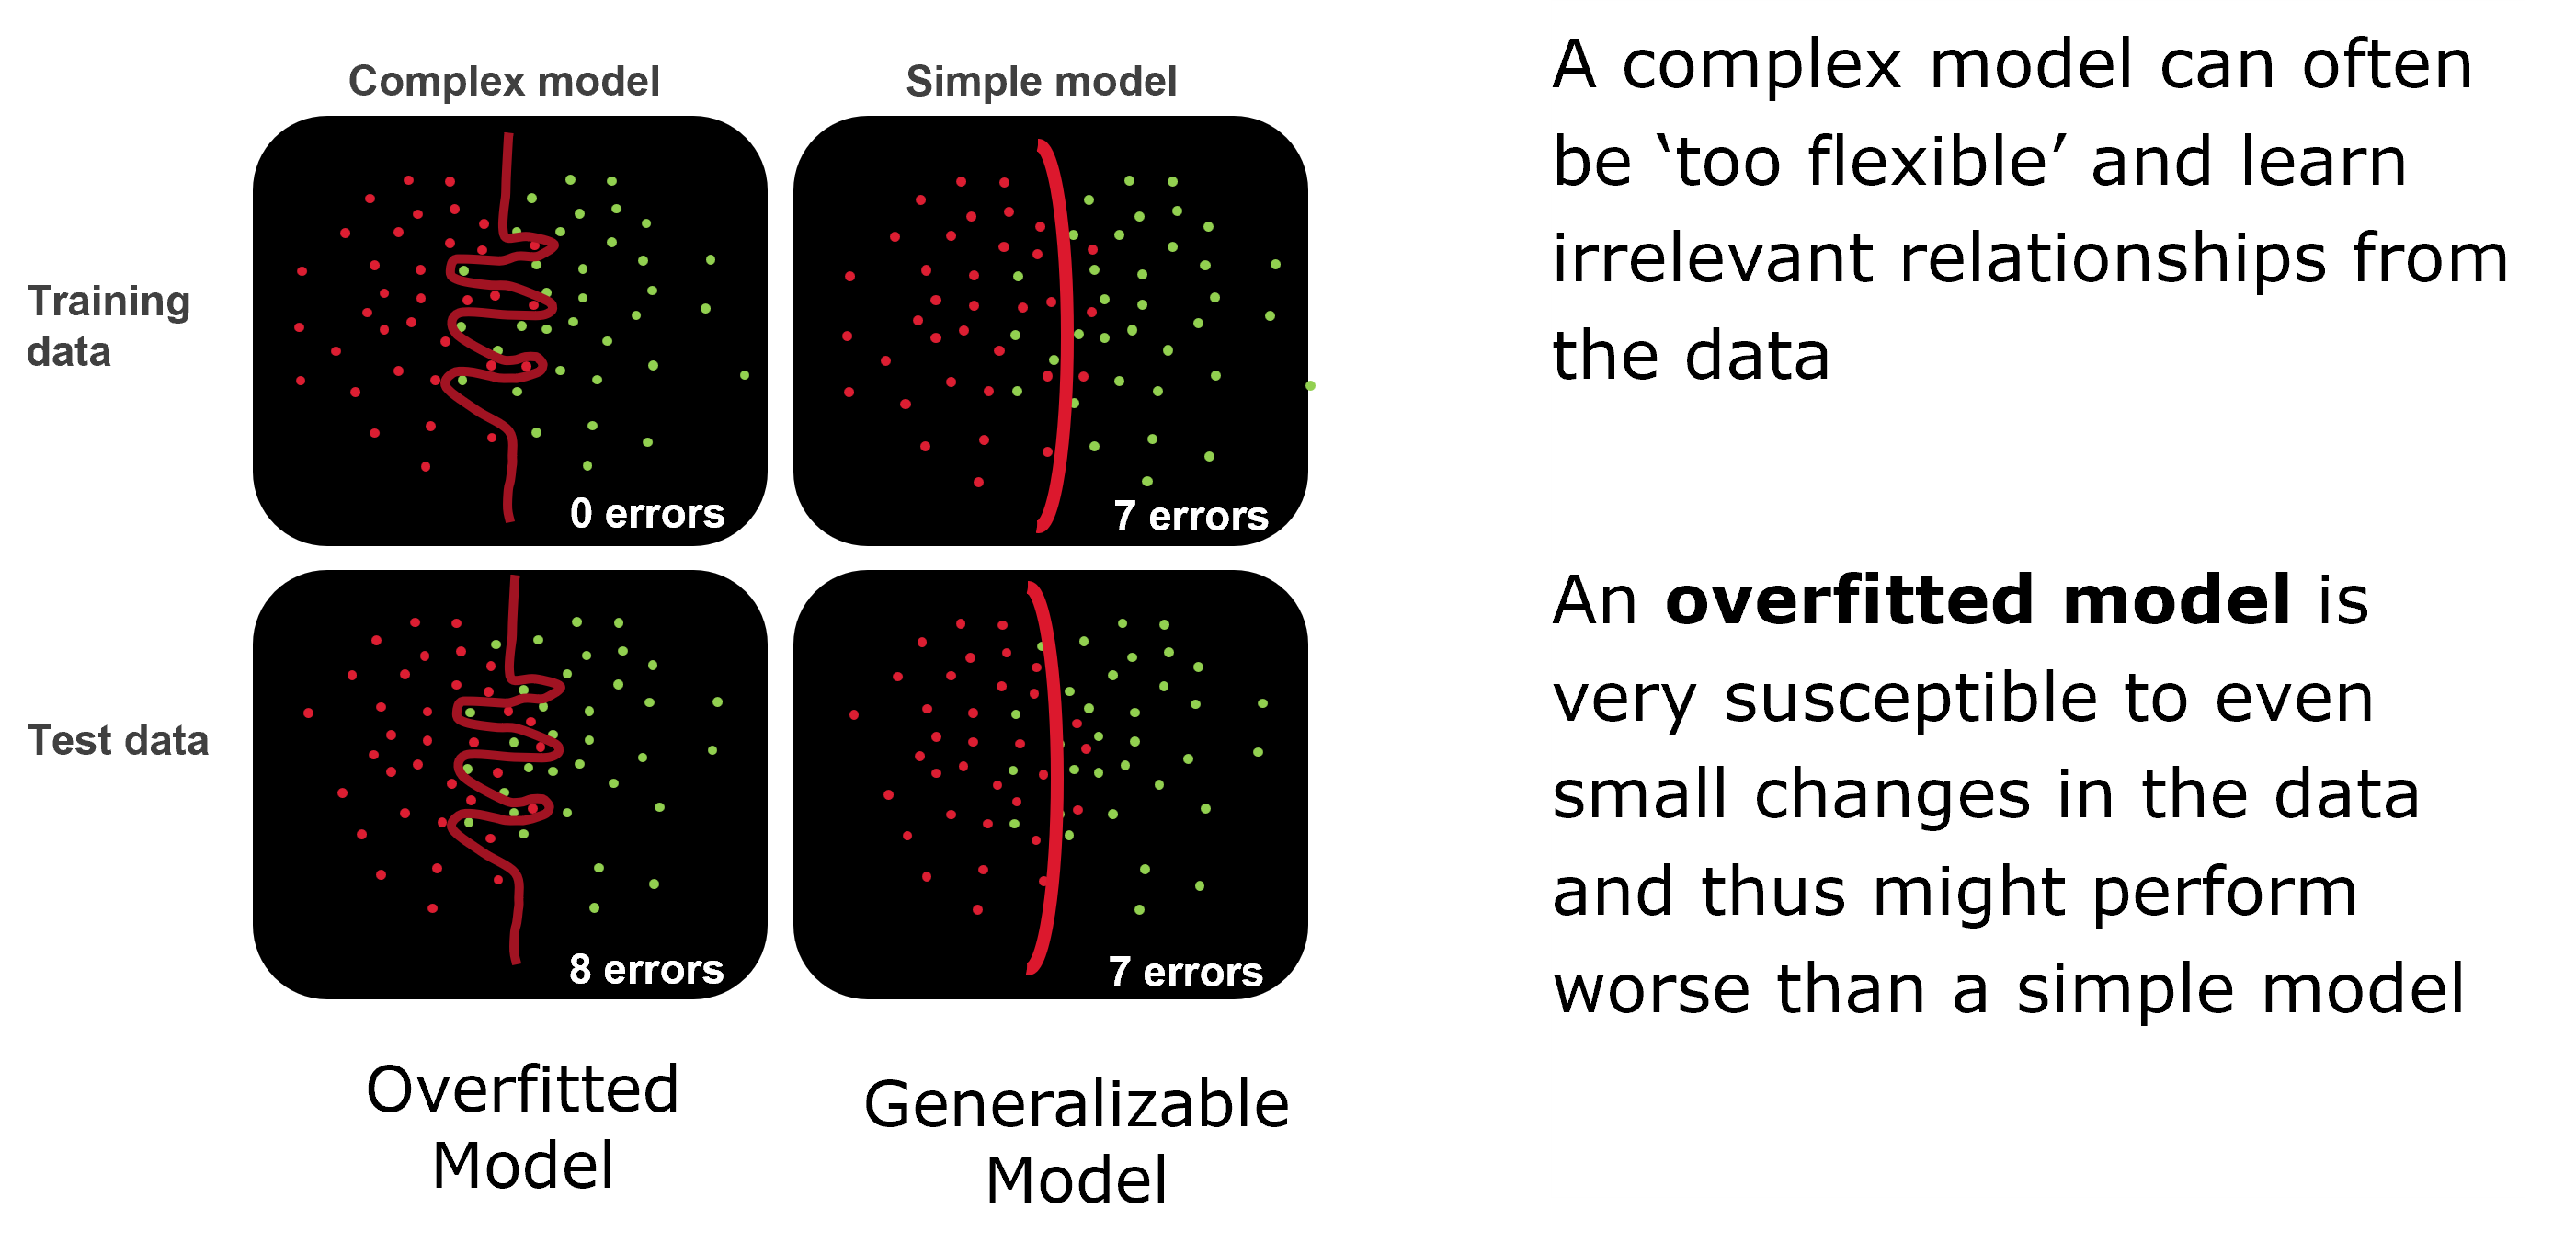 Complex model
Simple model
Training
data
0 errors
7 errors
Test data
8 errors
7 errors
Overfitted
Model
Generalizable
Model
A complex model can often
be ‘too flexible’ and learn
irrelevant relationships from
the data
An overfitted model is
very susceptible to even
small changes in the data
and thus might perform
worse than a simple model